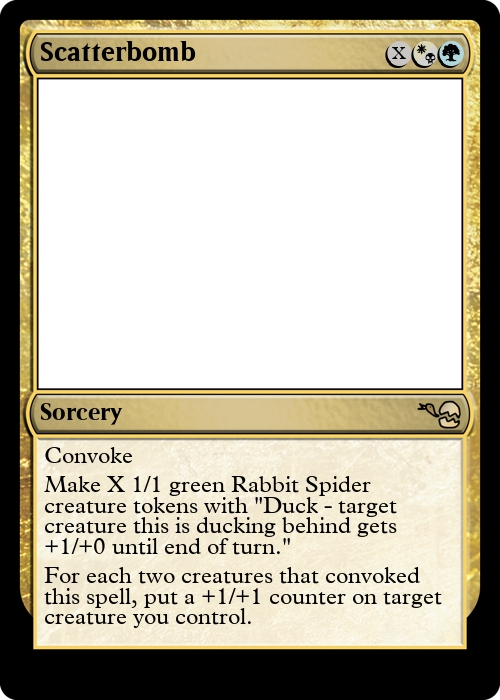 Scatterbomb X
Sorcery
Convoke
Make X 1/1 green Rabbit Spider
creature tokens with "Duck - target
creature this is ducking behind gets
+1/+0 until end of turn."
For each two creatures that convoked
this spell, put a +1/+1 counter on target
creature you control.